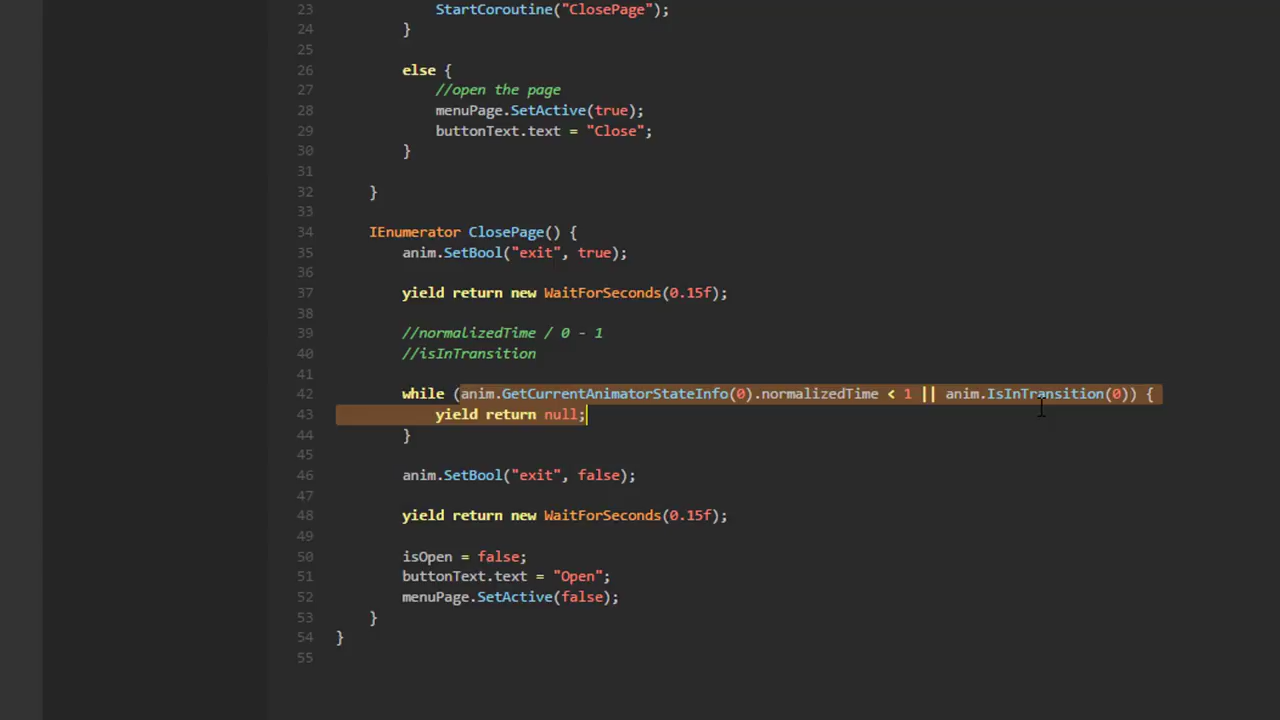 23 StartCoroutine("ClosePage");
24 }
25
26 else {
27 //open the page
28 menuPage.SetActive(true);
29 buttonText.text = "Close";
30 }
31
32 }
33
34 IEnumerator ClosePage() {
35 anim.SetBool("exit", true);
36
37 yield return new WaitForSeconds(0.15f);
38
39 //normalizedTime / 0 - 1
40 //isInTransition
41
42 while (anim.GetCurrentAnimatorStateInfo(0).normalizedTime < 1 || anim.IsInTransition(0)) {
43 yield return null;
44 }
45
46 anim.SetBool("exit", false);
47
48 yield return new WaitForSeconds(0.15f);
49
50 isOpen = false;
51 buttonText.text = "Open";
52 menuPage.SetActive(false);
53 }
54 }
55